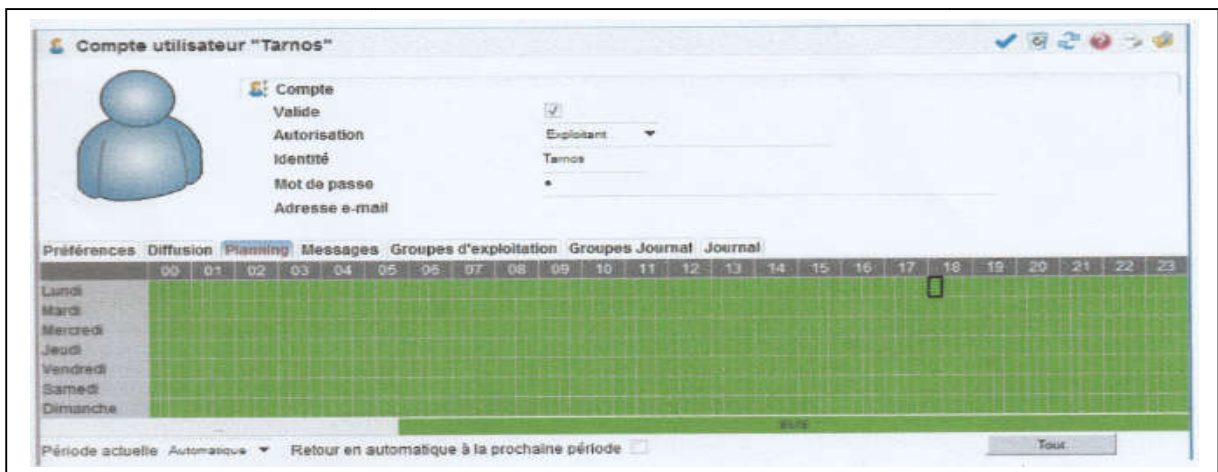 Compte utilisateur "Tarnos"
Compte
Valide
Autorisation Exploitant
Identité Tarnos
Mot de passe
Adresse e-mail
Préférences Diffusion Planning Messages Groupes d'exploitation Groupes Journal Journal
00 01 02 03 04 05 06 07 08 09 10 11 12 13 14 15 16 17 18 19 20 21 22 23
Lundi
Mardi
Mercredi
Jeudi
Vendredi
Samedi
Dimanche
Période actuelle Automatique Retour en automatique à la prochaine période Tout